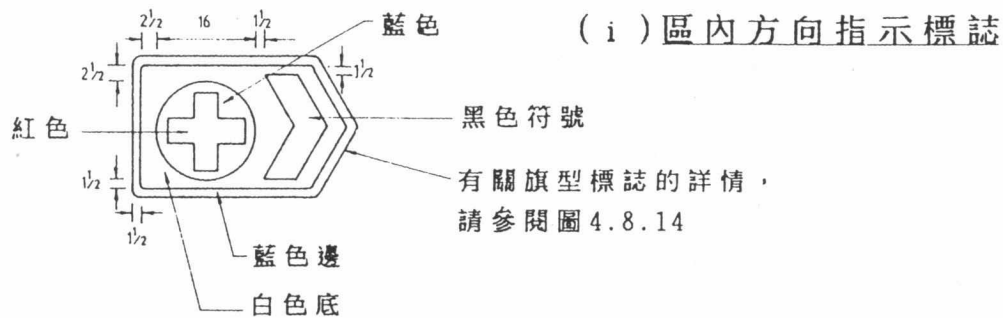 (i)區內方向指示標誌
2½ 16 1½
藍色
2½
1½
紅色
黑色符號
1½
有關旗型標誌的詳情，
請參閱圖4.8.14
1½
藍色邊
白色底